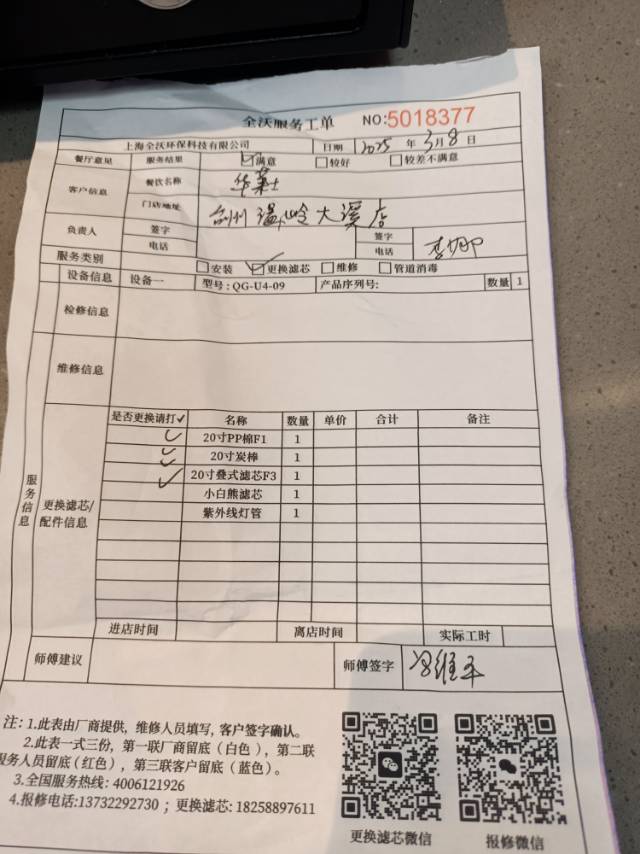 全沃服务工单 NO:5018377
上海全沃环保科技有限公司 日期 2025 年 3月 8日
餐厅意见 服务结果 ☑满意 □较好 □较差不满意
客户信息 餐饮名称 华莱士
门店地址 台州温岭大溪店
负责人 签字 签字
电话 电话
服务类别 □安装 ☑更换滤芯 □维修 □管道消毒
设备信息 设备一 型号:QG-U4-09 产品序列号: 数量 1
检修信息
维修信息
服务信息
更换滤芯/配件信息
是否更换请打✓ 名称 数量 单价 合计 备注
✓ 20寸PP棉F1 1
✓ 20寸炭棒 1
✓ 20寸叠式滤芯F3 1
小白熊滤芯 1
紫外线灯管 1
进店时间 离店时间 实际工时
师傅建议 师傅签字
注:1.此表由厂商提供,维修人员填写,客户签字确认。
2.此表一式三份,第一联厂商留底(白色),第二联
服务人员留底(红色),第三联客户留底(蓝色)。
3.全国服务热线:4006121926
4.报修电话:13732292730 ;更换滤芯:18258897611
更换滤芯微信 报修微信